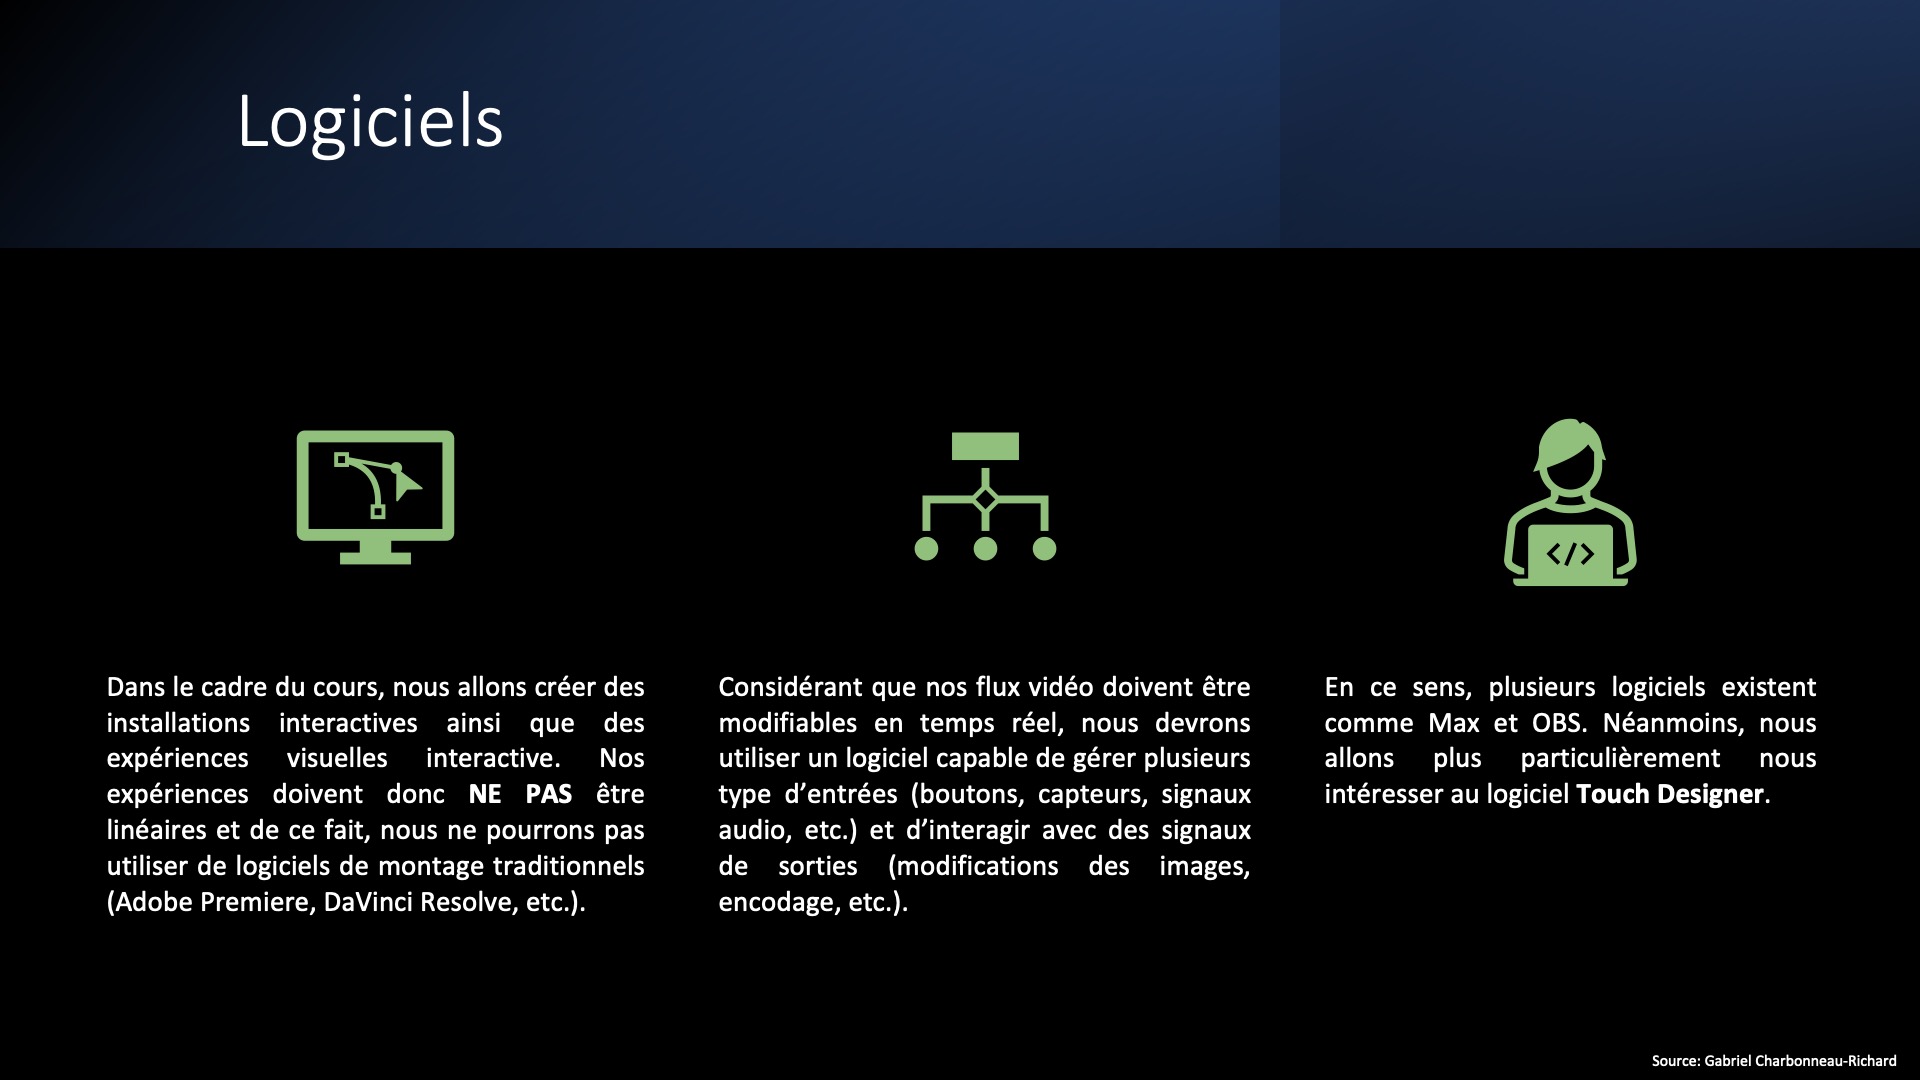 Logiciels
</>
Dans le cadre du cours, nous allons créer des
installations interactives ainsi que des
expériences visuelles interactive. Nos
expériences doivent donc NE PAS être
linéaires et de ce fait, nous ne pourrons pas
utiliser de logiciels de montage traditionnels
(Adobe Premiere, DaVinci Resolve, etc.).
Considérant que nos flux vidéo doivent être
modifiables en temps réel, nous devrons
utiliser un logiciel capable de gérer plusieurs
type d’entrées (boutons, capteurs, signaux
audio, etc.) et d’interagir avec des signaux
de sorties (modifications des images,
encodage, etc.).
En ce sens, plusieurs logiciels existent
comme Max et OBS. Néanmoins, nous
allons plus particulièrement nous
intéresser au logiciel Touch Designer.
Source: Gabriel Charbonneau-Richard